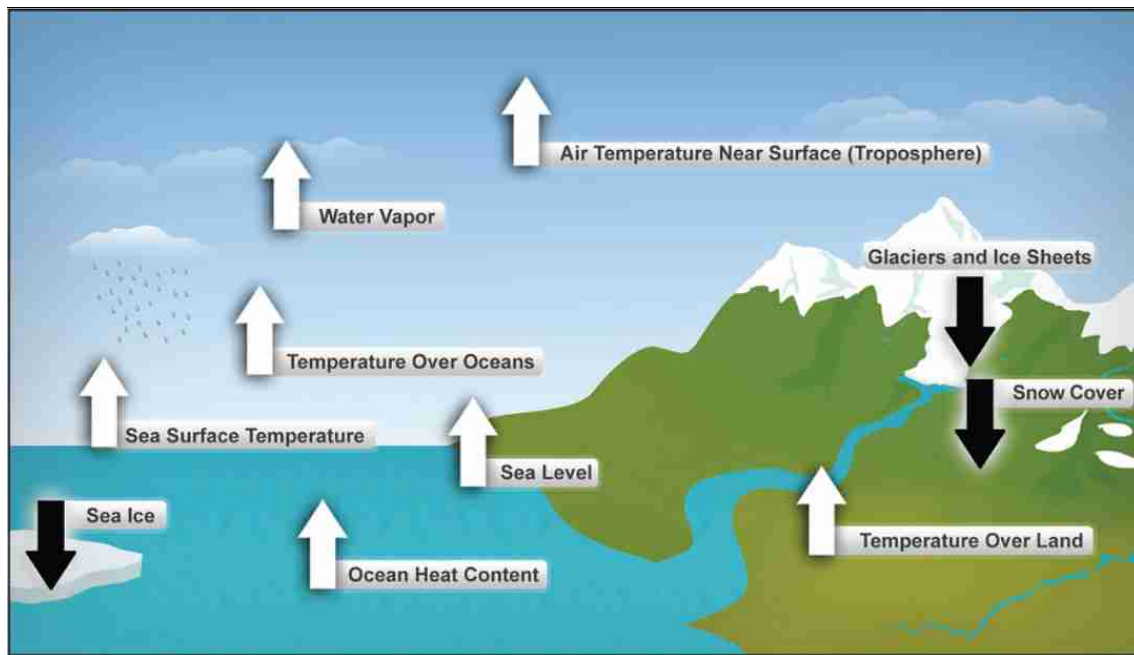 Air Temperature Near Surface (Troposphere)
Water Vapor
Glaciers and Ice Sheets
Temperature Over Oceans
Snow Cover
Sea Surface Temperature
Sea Level
Sea Ice
Temperature Over Land
Ocean Heat Content